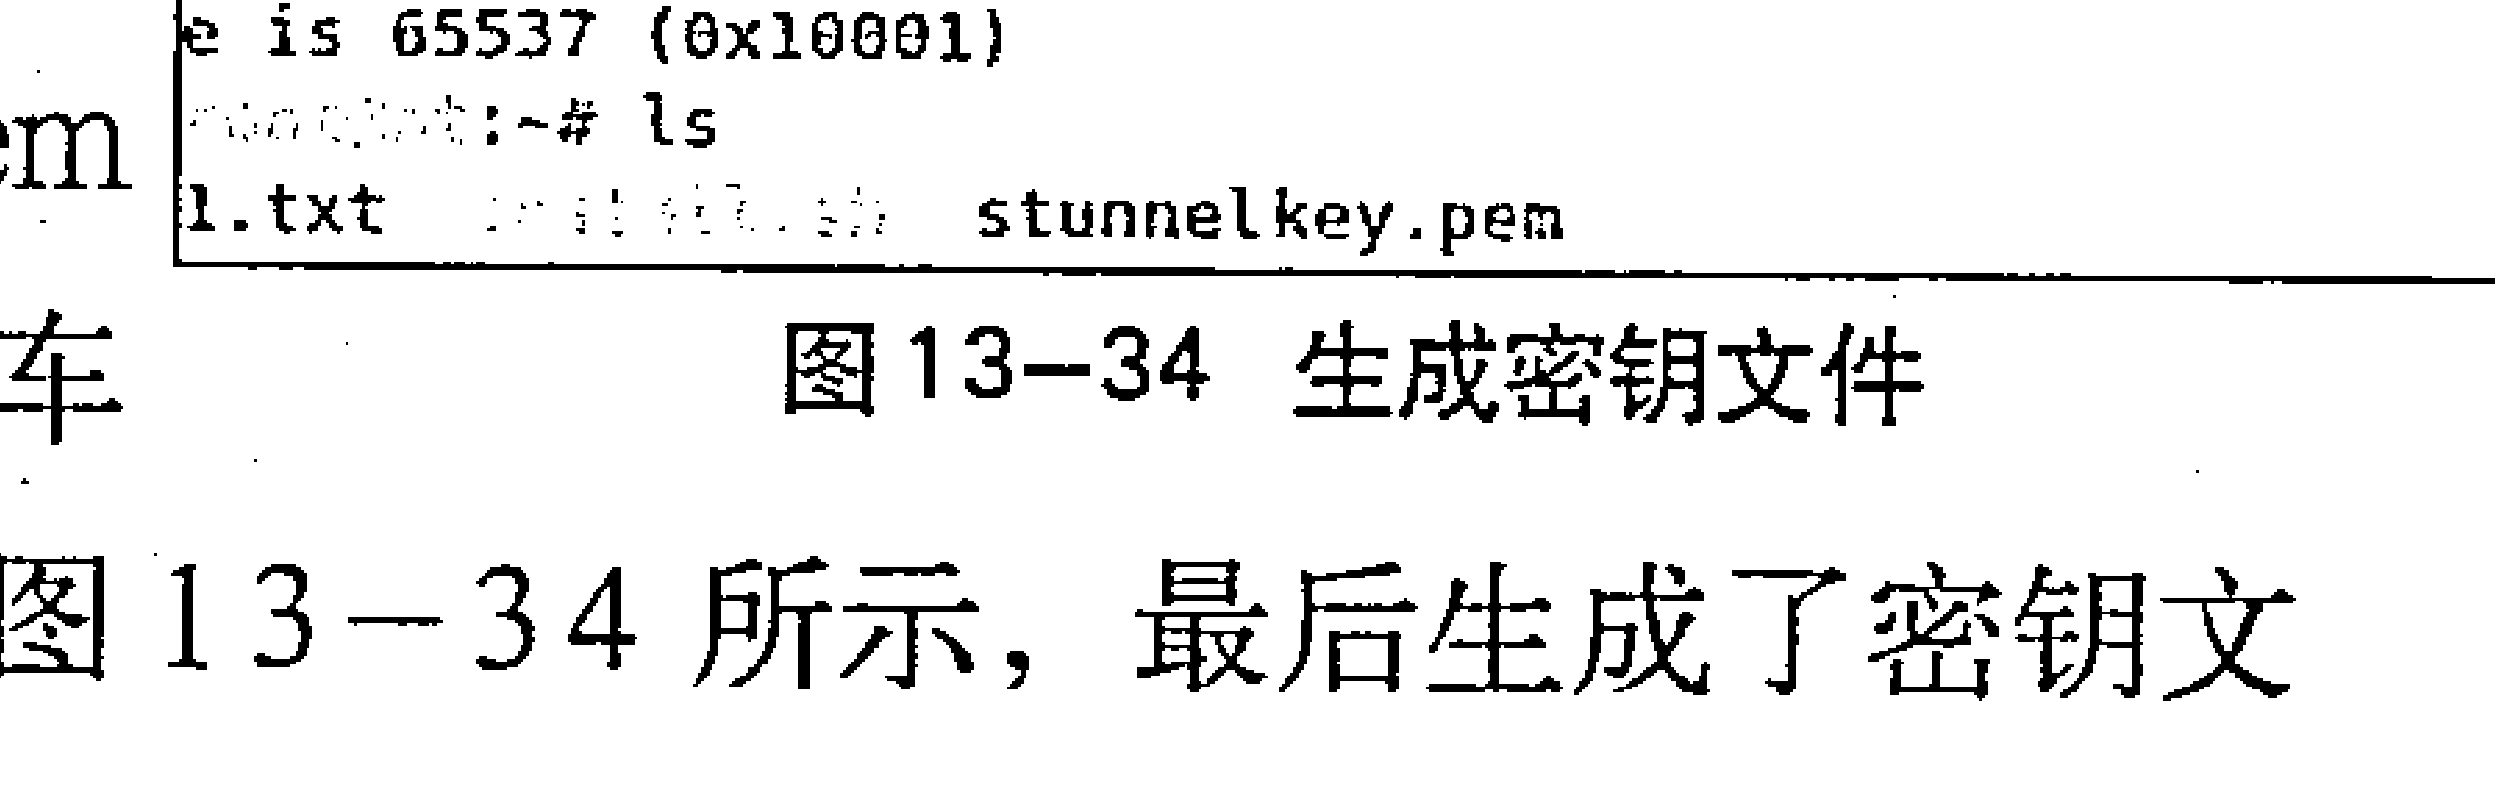 e is 65537 (0x10001)
:~# ls
em
1.txt stunnelkey.pem
车
图13-34 生成密钥文件
图 13-34 所示，最后生成了密钥文